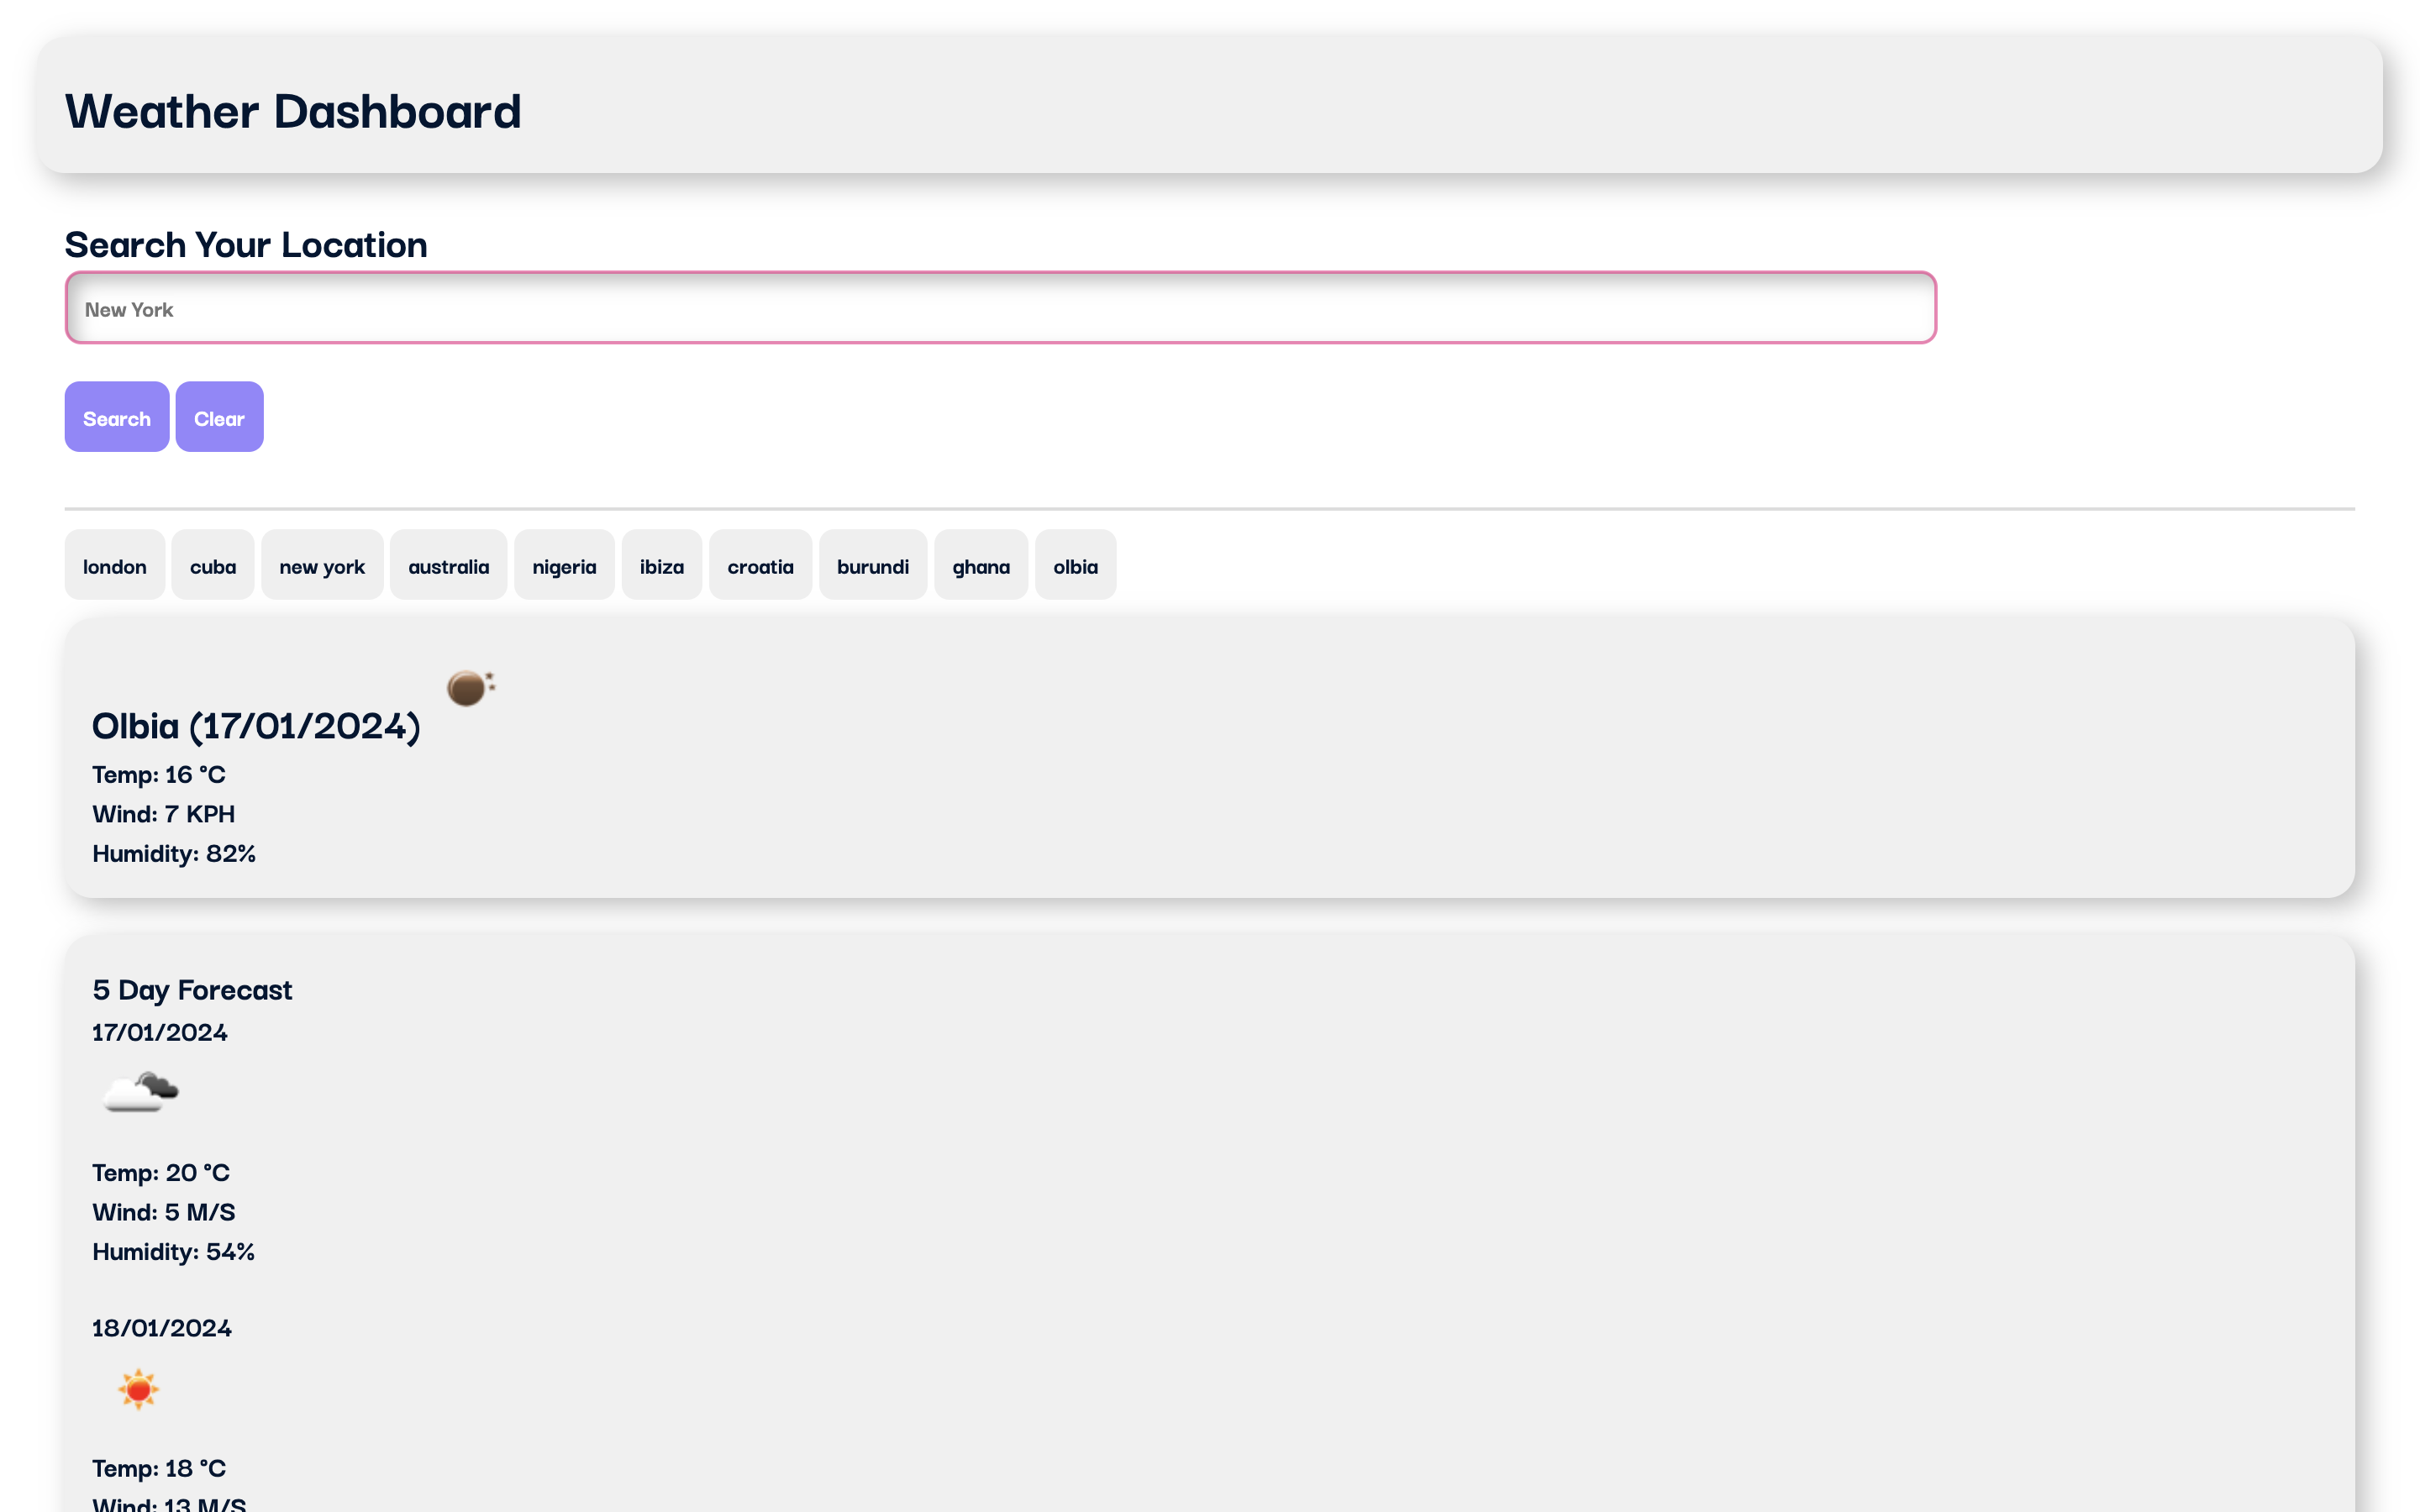 Weather Dashboard
Search Your Location
New York
Search Clear
london cuba new york australia nigeria ibiza croatia burundi ghana olbia
Olbia (17/01/2024)
Temp: 16 °C
Wind: 7 KPH
Humidity: 82%
5 Day Forecast
17/01/2024
Temp: 20 °C
Wind: 5 M/S
Humidity: 54%
18/01/2024
Temp: 18 °C
Wind: 13 M/S